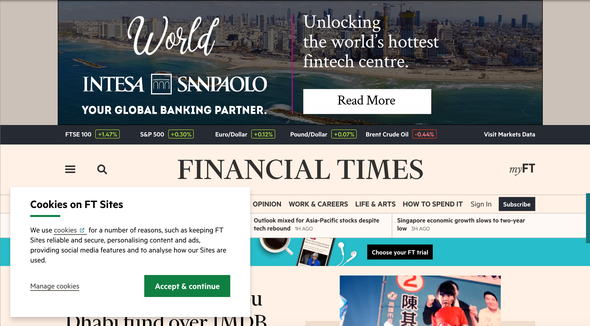 World
INTESA SANPAOLO
YOUR GLOBAL BANKING PARTNER.
Unlocking
the world's hottest
fintech centre.
Read More
FTSE 100 +1.47% S&P 500 +0.30% Euro/Dollar +0.12% Pound/Dollar +0.07% Brent Crude Oil -0.44% Visit Markets Data
FINANCIAL TIMES
myFT
OPINION WORK & CAREERS LIFE & ARTS HOW TO SPEND IT Sign In Subscribe
Outlook mixed for Asia-Pacific stocks despite
tech rebound 1H AGO
Singapore economic growth slows to two-year
low 3H AGO
Choose your FT trial
Cookies on FT Sites
We use cookies for a number of reasons, such as keeping FT
Sites reliable and secure, personalising content and ads,
providing social media features and to analyse how our Sites are
used.
Manage cookies
Accept & continue
Dhabi fund over 1MDB
陳其